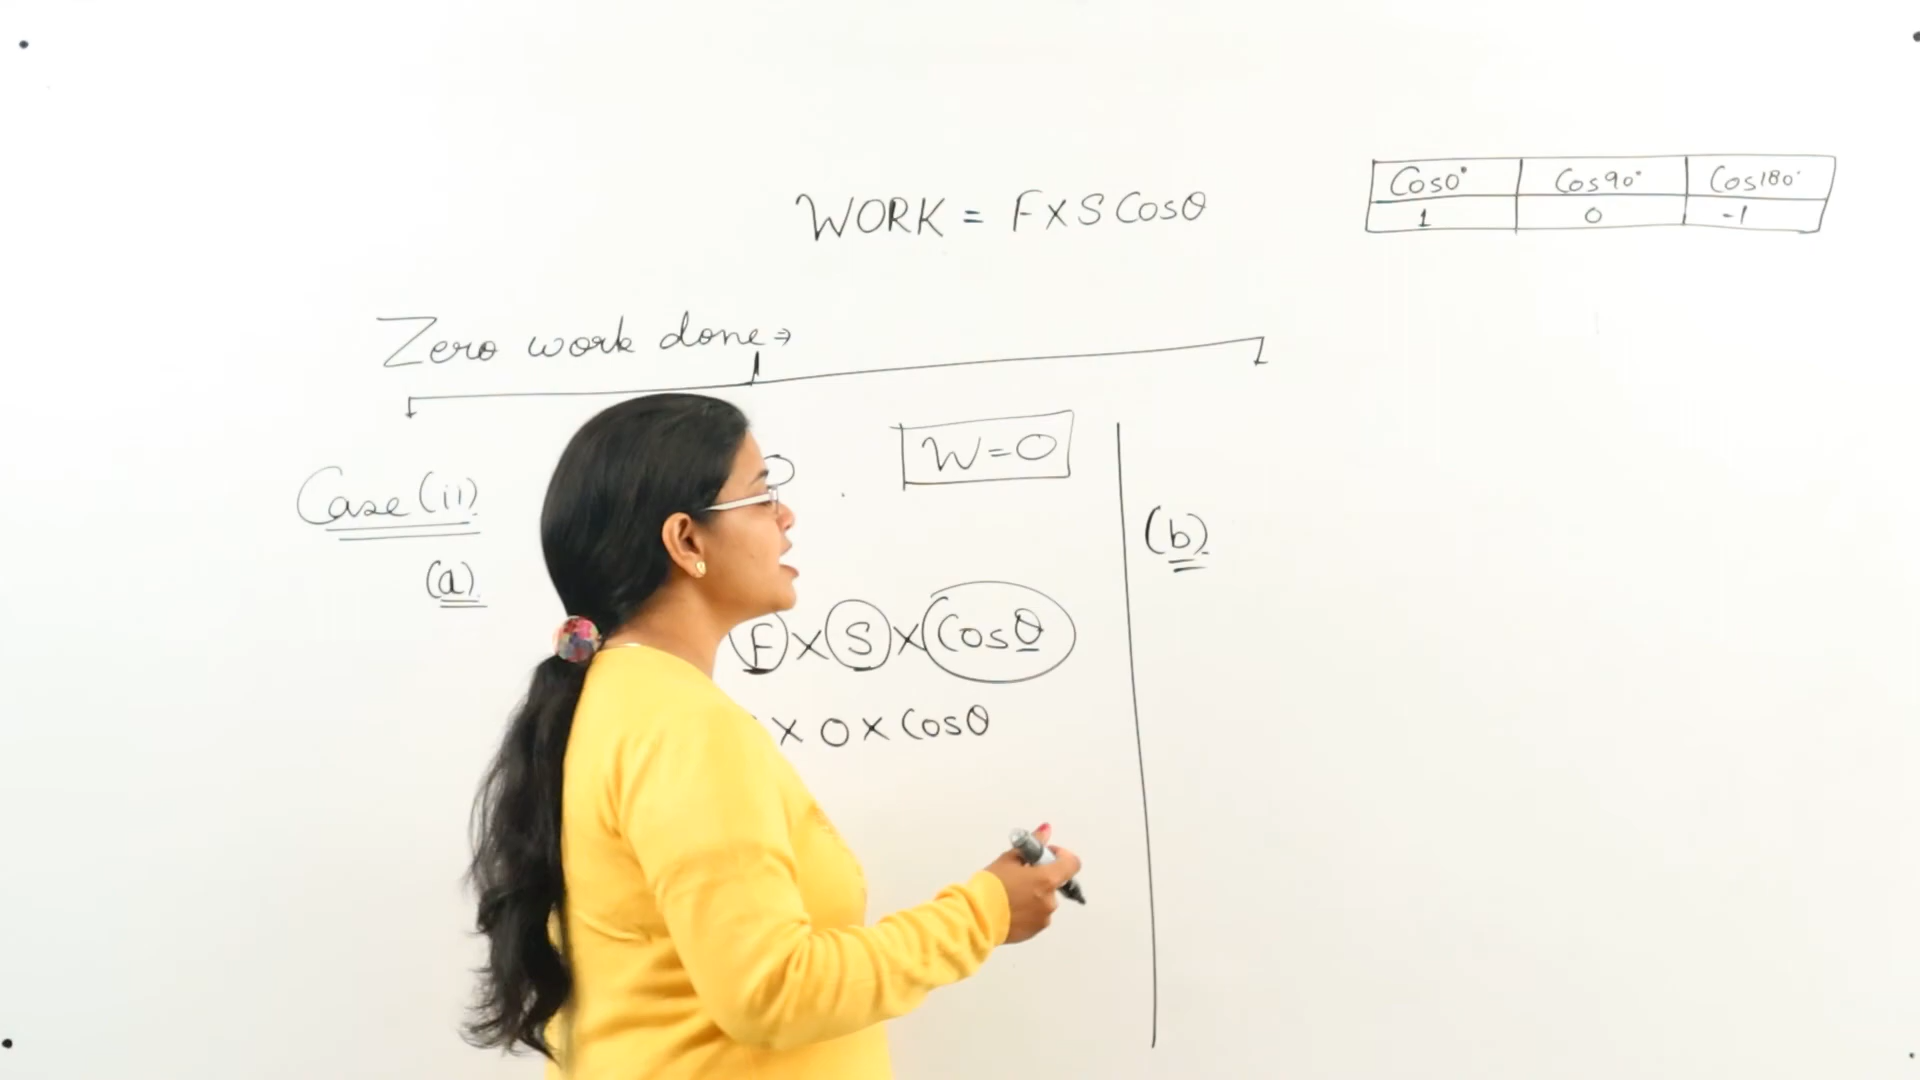 WORK = F X S Cosθ
Cos0° Cos90° Cos180°
1 0 -1
Zero work done ⇒
Case (ii)
W=0
(a)
F × S × Cosθ
× 0 × Cosθ
(b)